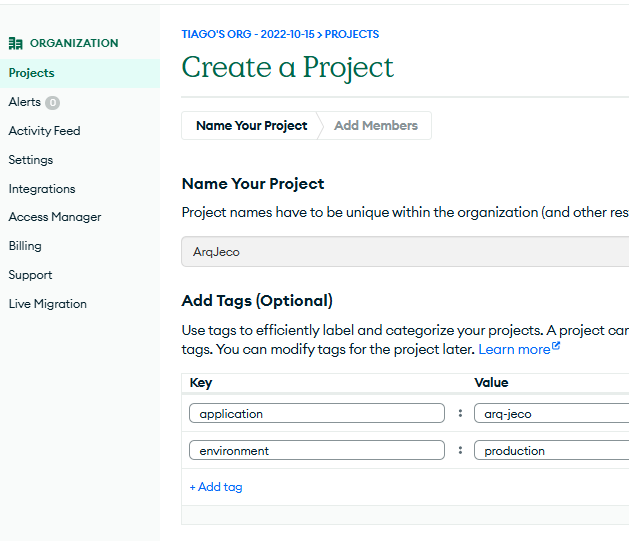 ORGANIZATION
Projects
Alerts 0
Activity Feed
Settings
Integrations
Access Manager
Billing
Support
Live Migration
TIAGO'S ORG - 2022-10-15 > PROJECTS
Create a Project
Name Your Project Add Members
Name Your Project
Project names have to be unique within the organization (and other res
ArqJeco
Add Tags (Optional)
Use tags to efficiently label and categorize your projects. A project can
tags. You can modify tags for the project later. Learn more
Key Value
application : arq-jeco
environment : production
+ Add tag